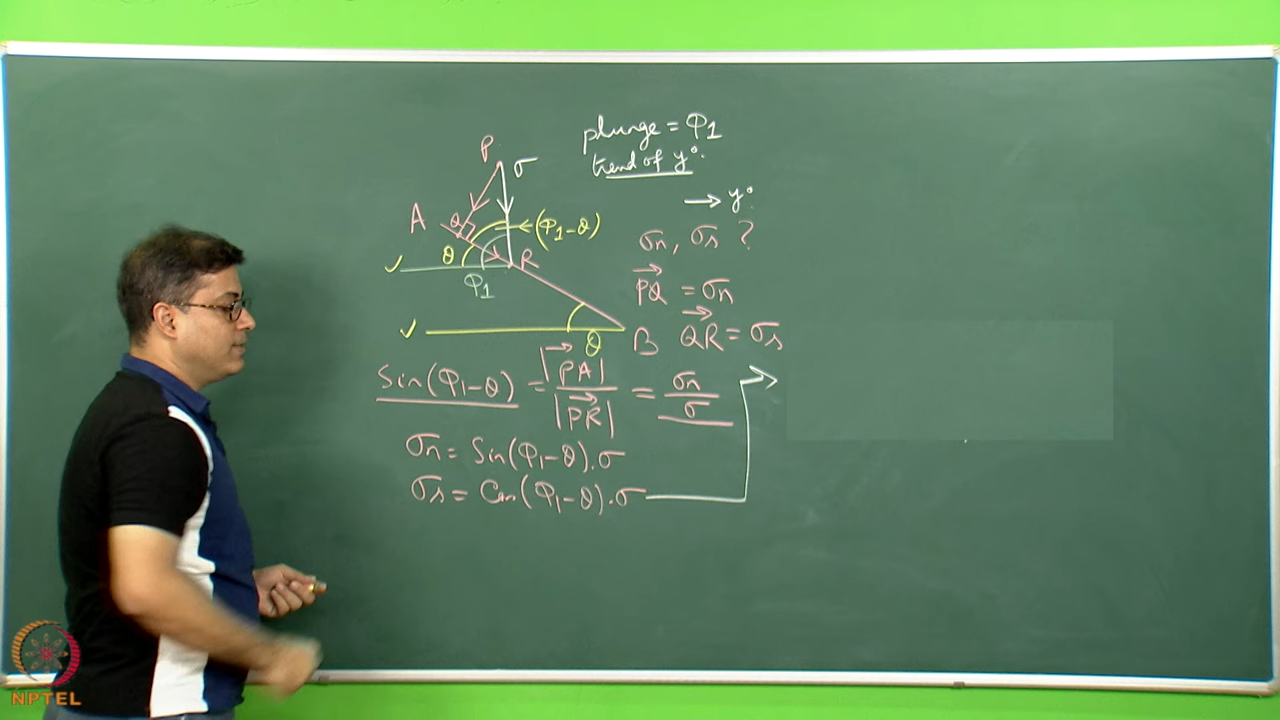 plunge = φ1
trend of y°.
P
σ
→ y°
A
Q
(φ1-θ)
σn, σs ?
θ
R
φ1
PQ = σn
θ
B
QR = σs
Sin(φ1-θ) = |PA| / |PR| = σn / σ
σn = Sin(φ1-θ).σ
σs = Cos(φ1-θ).σ
NPTEL